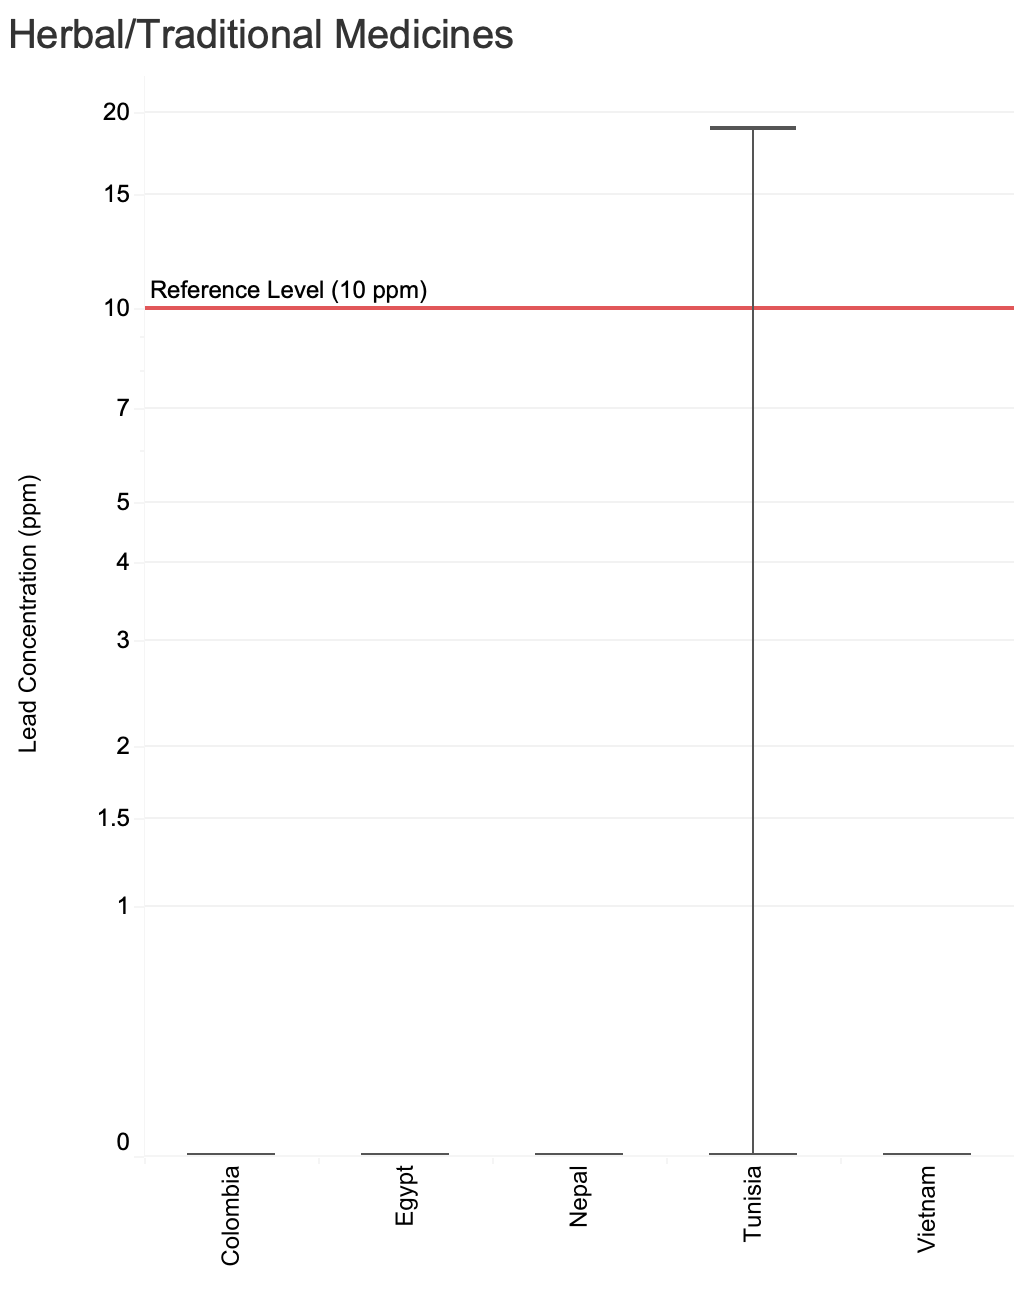 Herbal/Traditional Medicines
20
15
Reference Level (10 ppm)
10
7
5
4
3
2
1.5
1
0
Lead Concentration (ppm)
Colombia
Egypt
Nepal
Tunisia
Vietnam